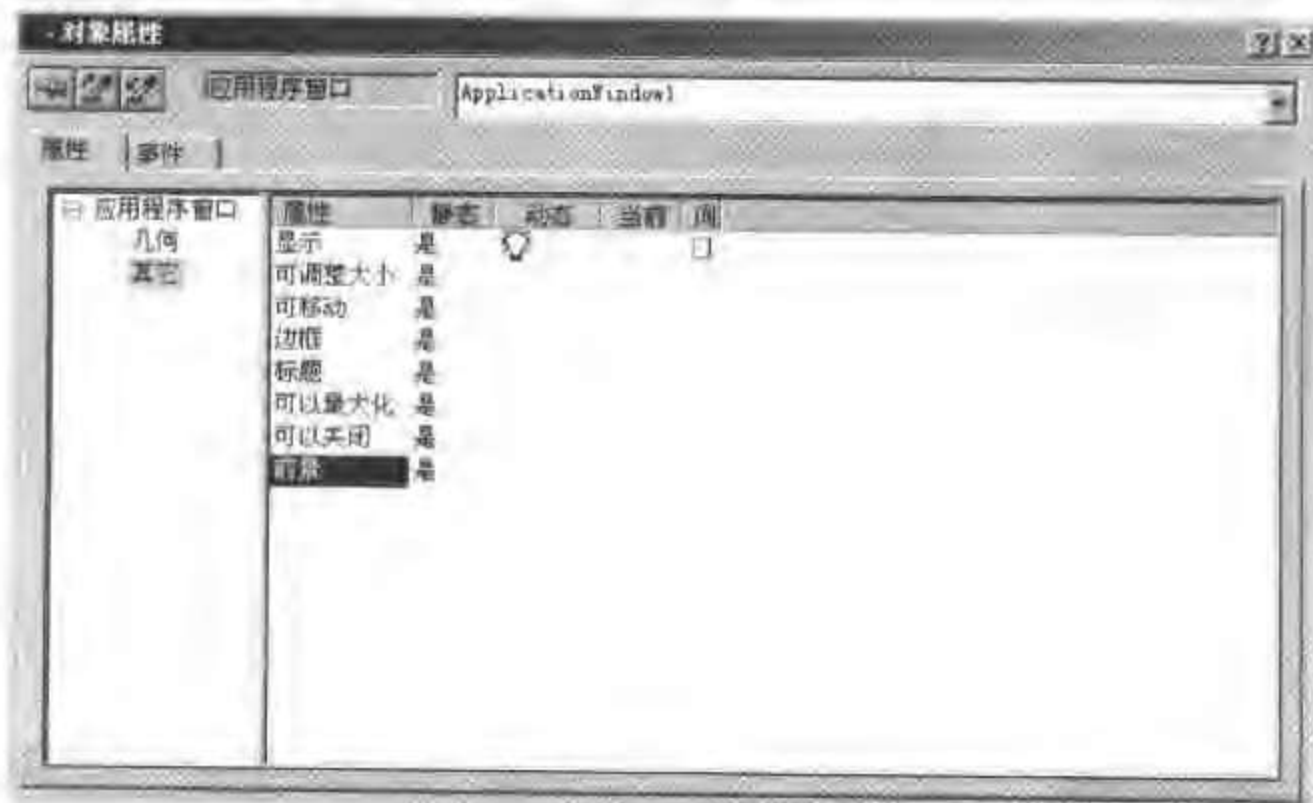 对象属性
应用程序窗口 ApplicationWindow1
属性 事件
应用程序窗口
几何
其它
属性 静态 动态 当前 间
显示 是
可调整大小 是
可移动 是
边框 是
标题 是
可以最大化 是
可以关闭 是
前景 是